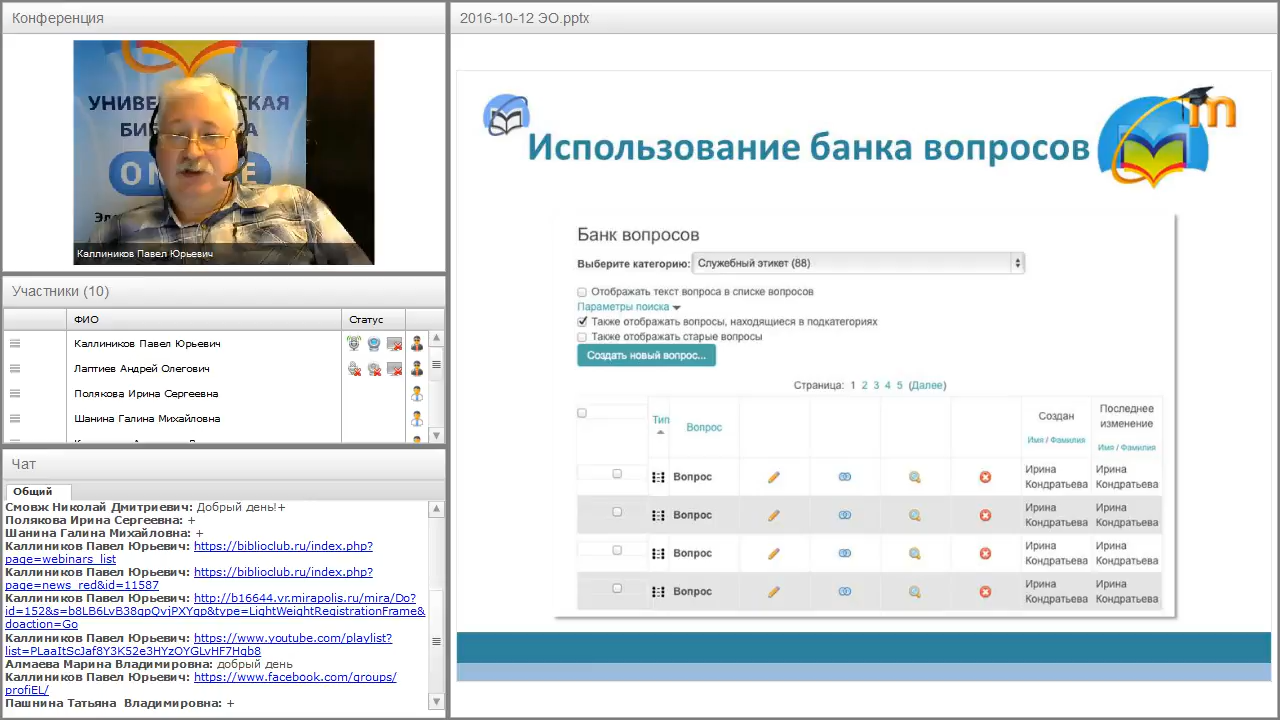 Конференция
УНИВЕРСИТЕТСКАЯ
Каллиников Павел Юрьевич
Участники (10)
ФИО
Статус
Каллиников Павел Юрьевич
Лаптиев Андрей Олегович
Полякова Ирина Сергеевна
Шанина Галина Михайловна
Чат
Общий
Смовж Николай Дмитриевич: Добрый день!+
Полякова Ирина Сергеевна: +
Шанина Галина Михайловна: +
Каллиников Павел Юрьевич: https://biblioclub.ru/index.php?
page=webinars_list
Каллиников Павел Юрьевич: https://biblioclub.ru/index.php?
page=news_red&id=11587
Каллиников Павел Юрьевич: http://b16644.vr.mirapolis.ru/mira/Do?
id=152&s=b8LB6LvB38gpQvjPXYqp&type=LightWeightRegistrationFrame&
doaction=Go
Каллиников Павел Юрьевич: https://www.youtube.com/playlist?
list=PLaaItScJaf8Y3K52e3HYzOYGLvHF7Hqb8
Алмаева Марина Владимировна: добрый день
Каллиников Павел Юрьевич: https://www.facebook.com/groups/
profiEL/
Пашнина Татьяна Владимировна: +
2016-10-12 ЭО.pptx
m
Использование банка вопросов
Банк вопросов
Выберите категорию: Служебный этикет (88)
Отображать текст вопроса в списке вопросов
Параметры поиска
Также отображать вопросы, находящиеся в подкатегориях
Также отображать старые вопросы
Создать новый вопрос...
Страница: 1 2 3 4 5 (Далее)
Тип
Вопрос
Создан
Имя / Фамилия
Последнее
изменение
Имя / Фамилия
Вопрос
Ирина
Кондратьева
Ирина
Кондратьева
Вопрос
Ирина
Кондратьева
Ирина
Кондратьева
Вопрос
Ирина
Кондратьева
Ирина
Кондратьева
Вопрос
Ирина
Кондратьева
Ирина
Кондратьева